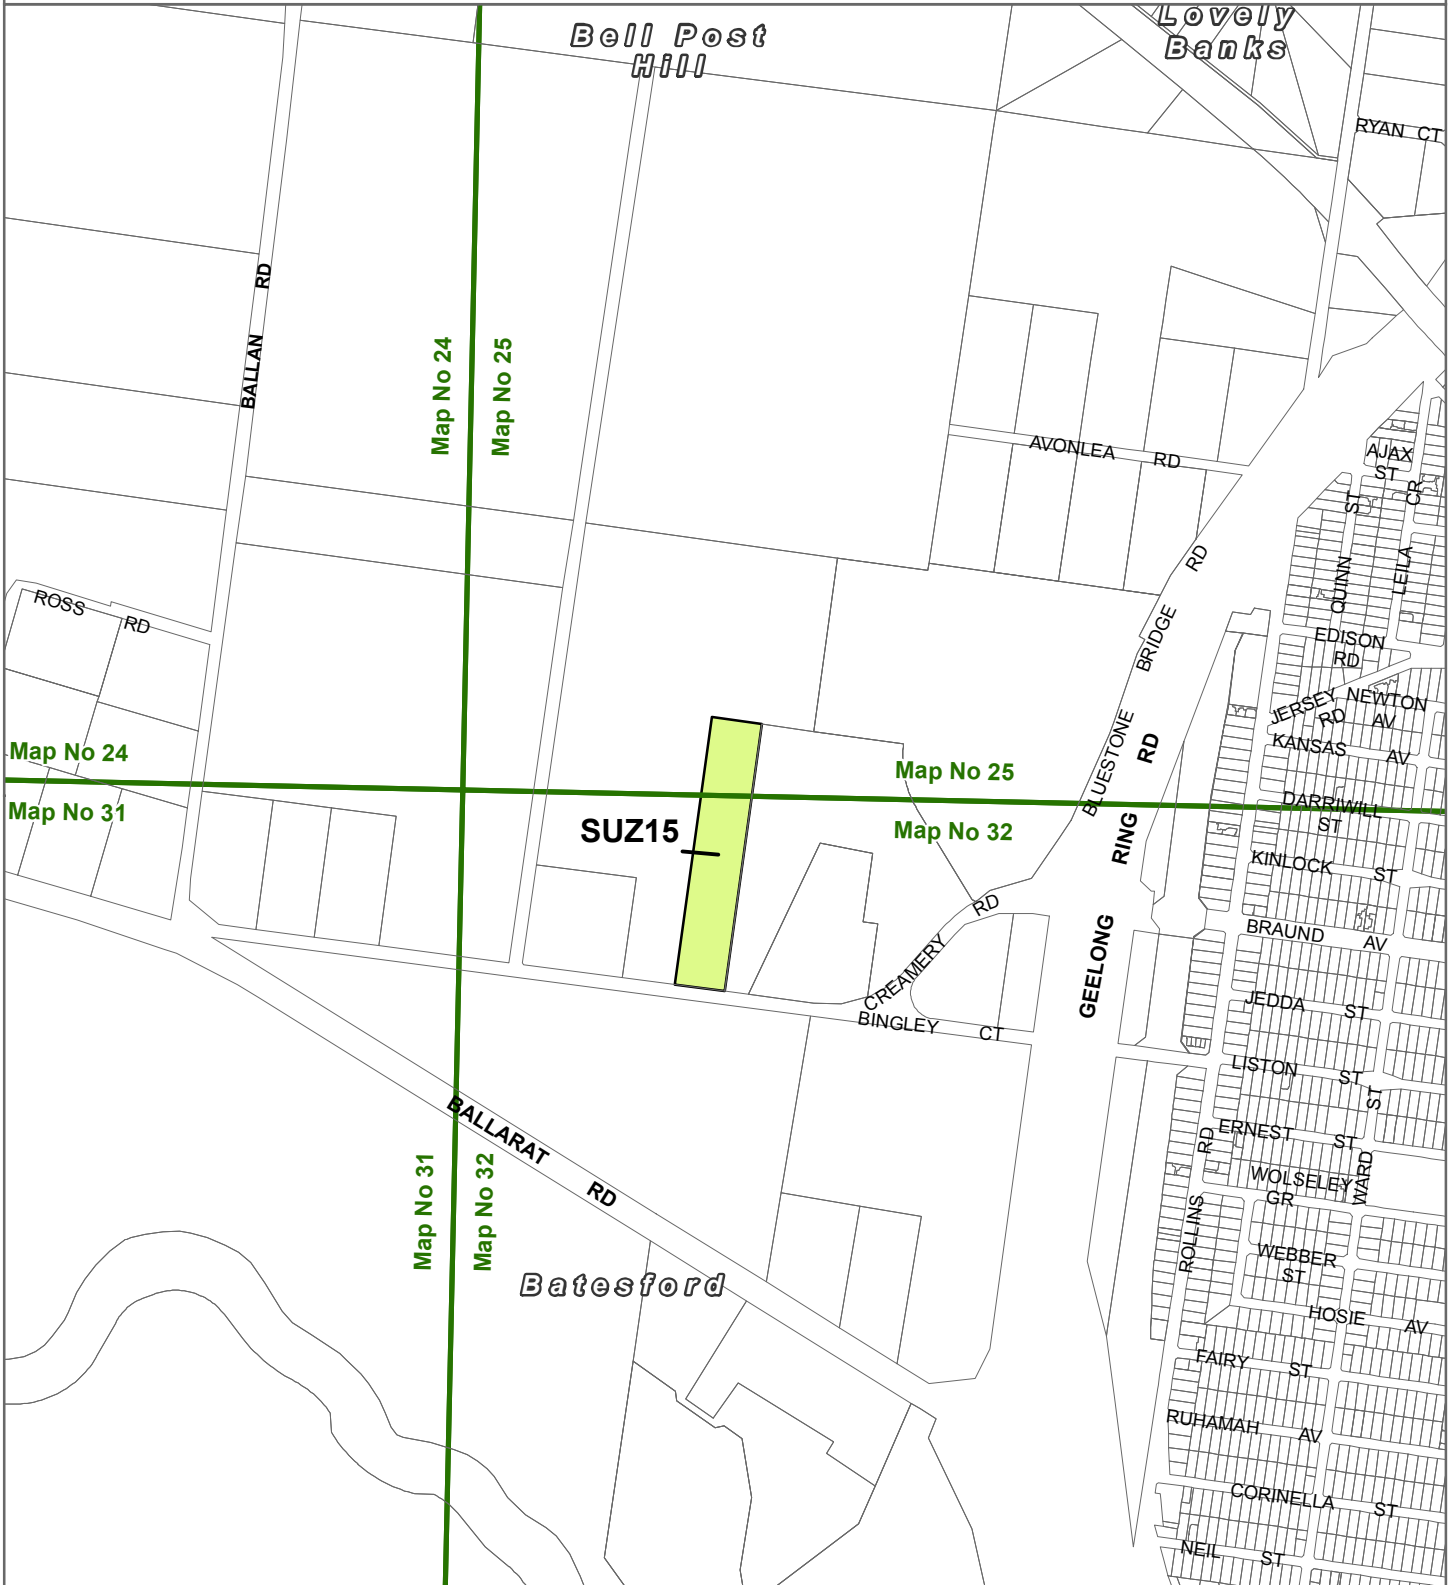 Lovely
Banks
Bell Post
Hill
RYAN CT
BALLAN RD
Map No 24
Map No 25
AVONLEA RD
AJAX
ST
QUINN ST
LEILA CR
ROSS RD
BLUESTONE BRIDGE RD
EDISON
RD
JERSEY
RD
NEWTON
AV
KANSAS AV
Map No 24
Map No 31
Map No 25
Map No 32
DARRIWILL
ST
SUZ15
GEELONG RING RD
KINLOCK ST
CREAMERY RD
BRAUND AV
BINGLEY CT
JEDDA ST
LISTON ST
BALLARAT RD
ERNEST ST
WARD ST
ROLLINS RD
WOLSELEY
GR
Map No 31
Map No 32
WEBBER
ST
Batesford
HOSIE AV
FAIRY ST
RUHAMAH AV
CORINELLA ST
NEIL ST